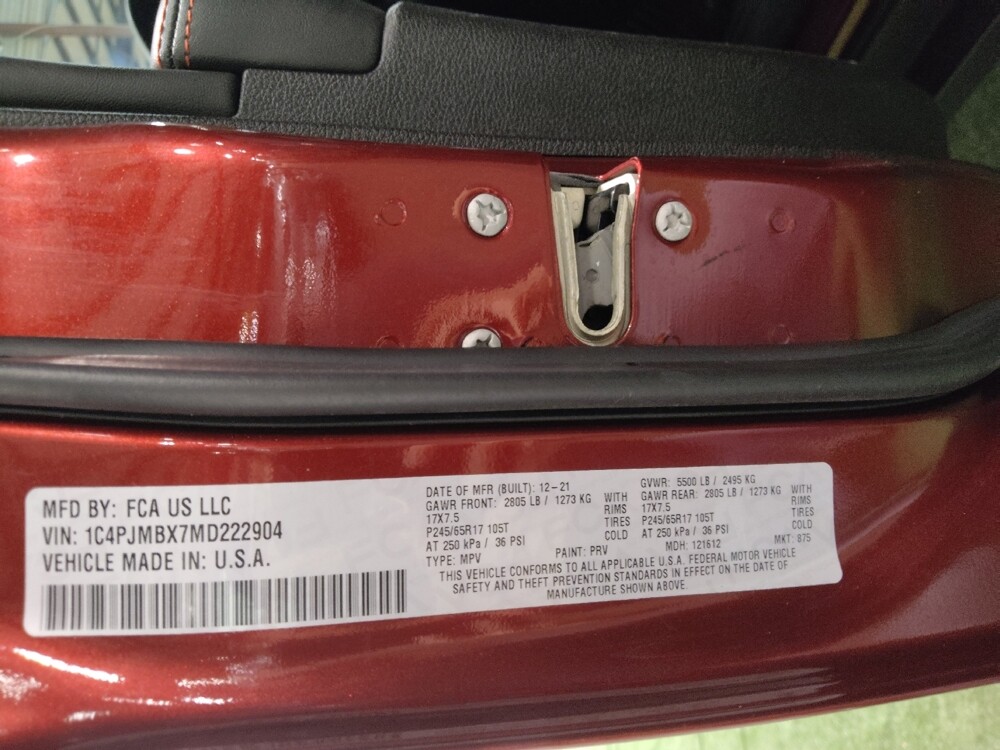 MFD BY: FCA US LLC
VIN: 1C4PJMBX7MD222904
VEHICLE MADE IN: U.S.A.
DATE OF MFR (BUILT): 12-21
GAWR FRONT: 2805 LB / 1273 KG WITH
17X7.5 RIMS
P245/65R17 105T TIRES
AT 250 kPa / 36 PSI COLD
TYPE: MPV PAINT: PRV
GVWR: 5500 LB / 2495 KG
GAWR REAR: 2805 LB / 1273 KG WITH
17X7.5 RIMS
P245/65R17 105T TIRES
AT 250 kPa / 36 PSI COLD
MDH: 121612 MKT: 875
THIS VEHICLE CONFORMS TO ALL APPLICABLE U.S.A. FEDERAL MOTOR VEHICLE
SAFETY AND THEFT PREVENTION STANDARDS IN EFFECT ON THE DATE OF
MANUFACTURE SHOWN ABOVE.